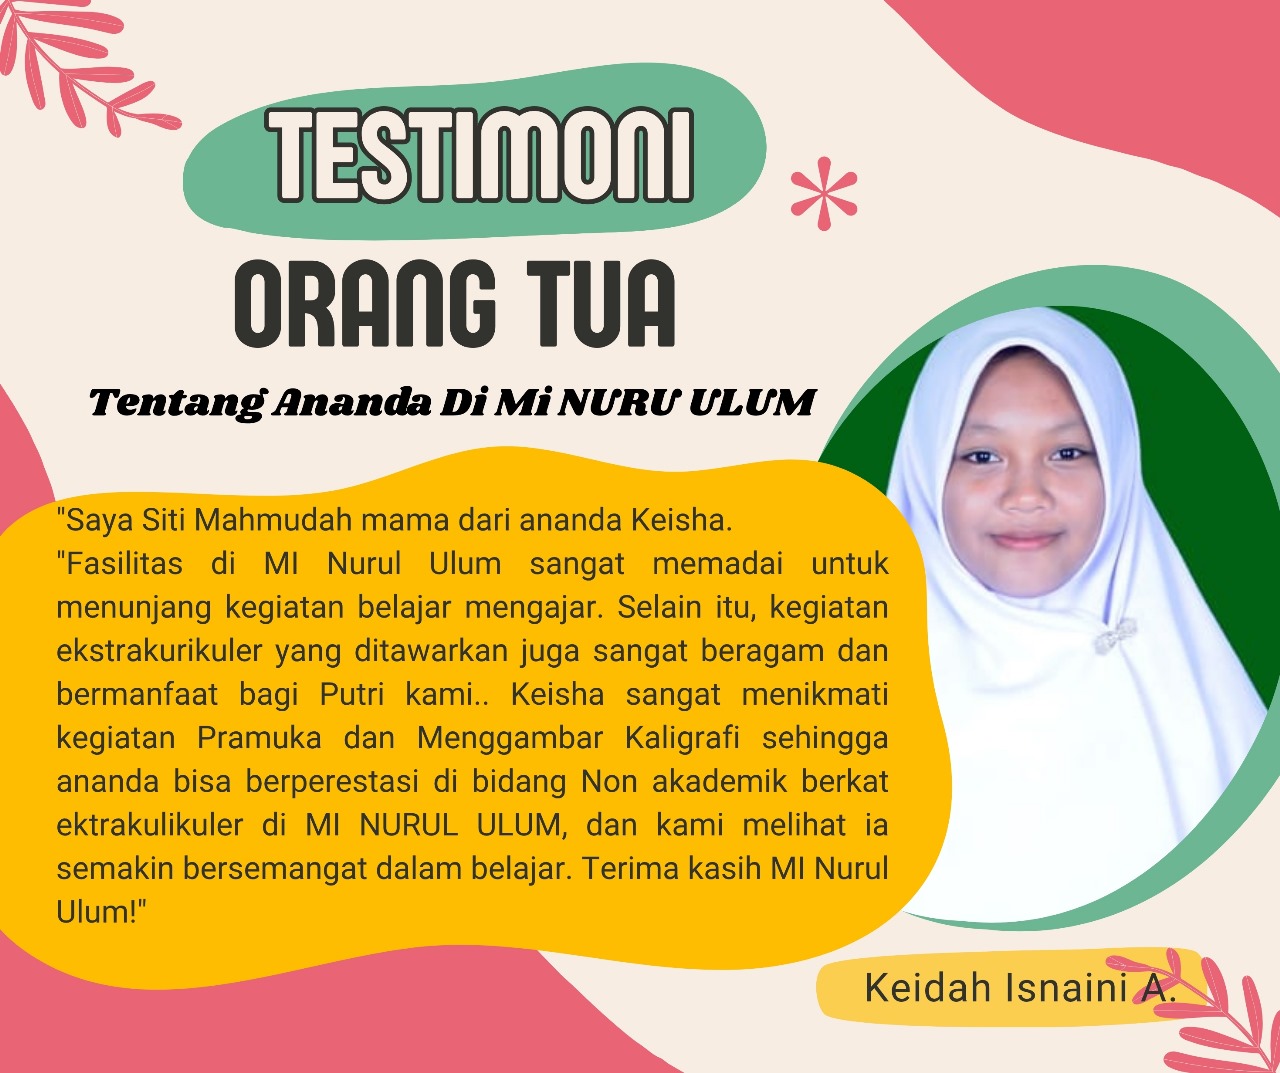 TESTIMONI
ORANG TUA
Tentang Ananda Di Mi NURU ULUM
"Saya Siti Mahmudah mama dari ananda Keisha.
"Fasilitas di MI Nurul Ulum sangat memadai untuk
menunjang kegiatan belajar mengajar. Selain itu, kegiatan
ekstrakurikuler yang ditawarkan juga sangat beragam dan
bermanfaat bagi Putri kami.. Keisha sangat menikmati
kegiatan Pramuka dan Menggambar Kaligrafi sehingga
ananda bisa berperestasi di bidang Non akademik berkat
ektrakulikuler di MI NURUL ULUM, dan kami melihat ia
semakin bersemangat dalam belajar. Terima kasih MI Nurul
Ulum!"
Keidah Isnaini A.